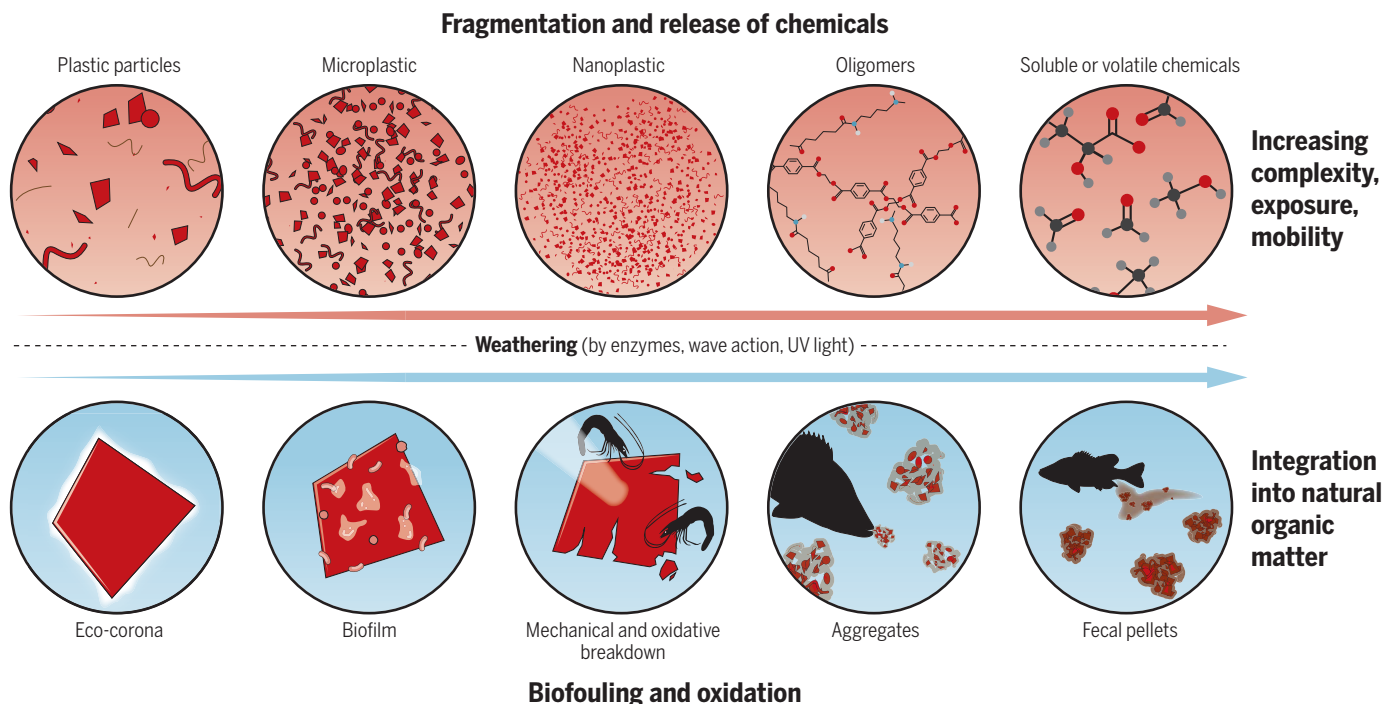 Fragmentation and release of chemicals
Plastic particles
Microplastic
Nanoplastic
Oligomers
Soluble or volatile chemicals
Increasing
complexity,
exposure,
mobility
Weathering (by enzymes, wave action, UV light)
Integration
into natural
organic
matter
Eco-corona
Biofilm
Mechanical and oxidative
breakdown
Aggregates
Fecal pellets
Biofouling and oxidation